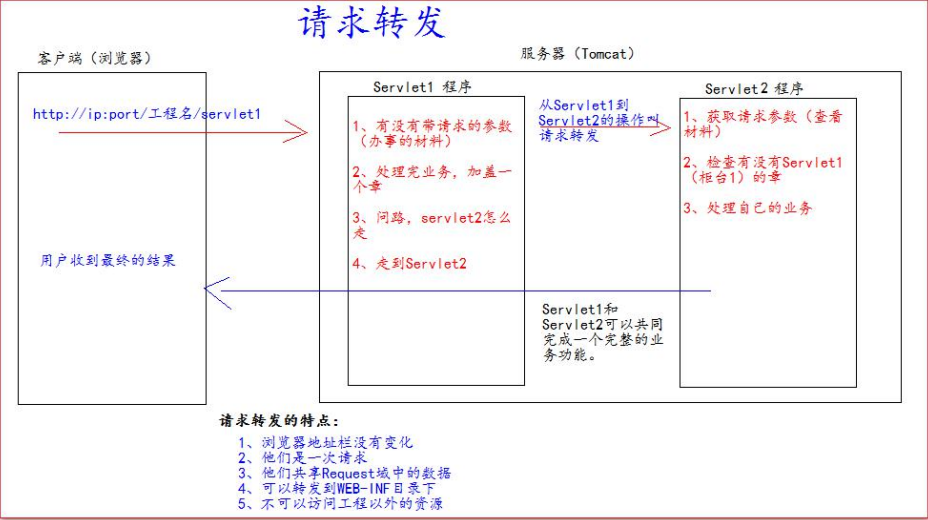 请求转发
客户端（浏览器）
http://ip:port/工程名/servlet1
用户收到最终的结果
服务器（Tomcat）
Servlet1 程序
1、有没有带请求的参数
（办事的材料）
2、处理完业务，加盖一
个章
3、问路，servlet2怎么
走
4、走到Servlet2
从Servlet1到
Servlet2的操作叫
请求转发
Servlet2 程序
1、获取请求参数（查看
材料）
2、检查有没有Servlet1
（柜台1）的章
3、处理自己的业务
Servlet1和
Servlet2可以共同
完成一个完整的业
务功能。
请求转发的特点：
1、浏览器地址栏没有变化
2、他们是一次请求
3、他们共享Request域中的数据
4、可以转发到WEB-INF目录下
5、不可以访问工程以外的资源